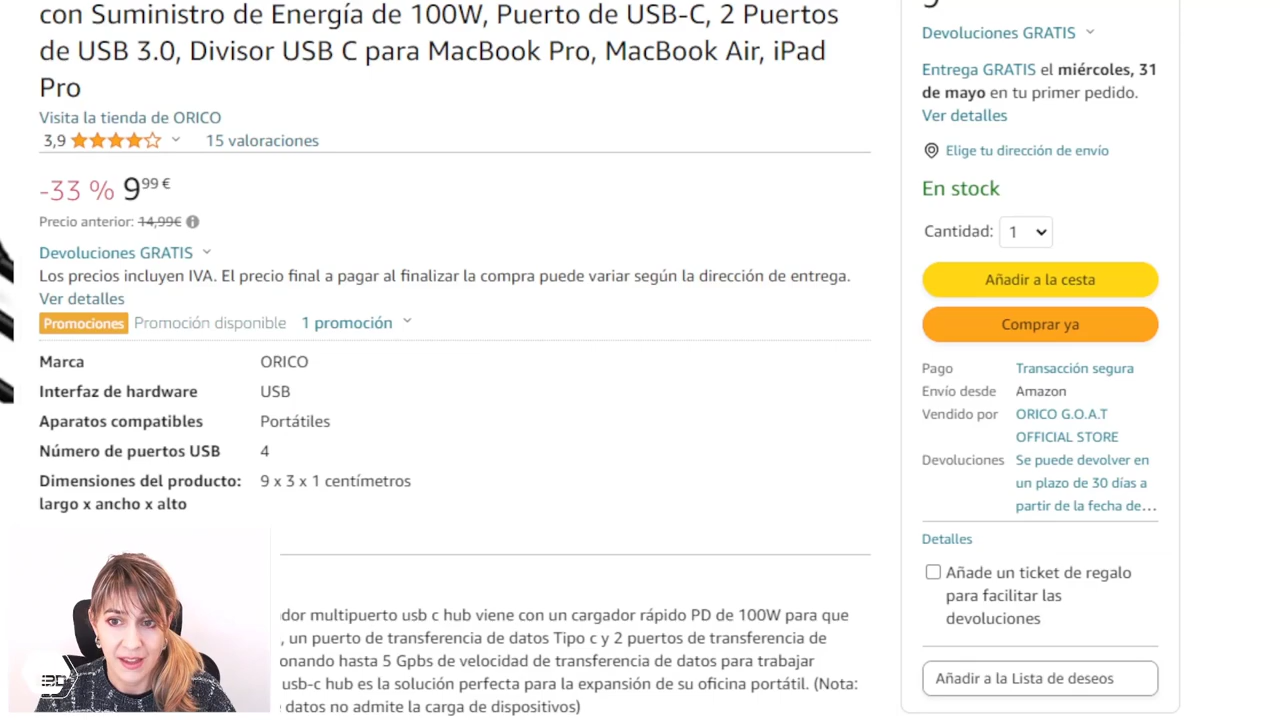 con Suministro de Energía de 100W, Puerto de USB-C, 2 Puertos
de USB 3.0, Divisor USB C para MacBook Pro, MacBook Air, iPad
Pro
Visita la tienda de ORICO
3,9
15 valoraciones
-33 % 9 99 €
Precio anterior: 14,99€
Devoluciones GRATIS
Los precios incluyen IVA. El precio final a pagar al finalizar la compra puede variar según la dirección de entrega.
Ver detalles
Promociones Promoción disponible 1 promoción
Marca ORICO
Interfaz de hardware USB
Aparatos compatibles Portátiles
Número de puertos USB 4
Dimensiones del producto: 9 x 3 x 1 centímetros
largo x ancho x alto
dor multipuerto usb c hub viene con un cargador rápido PD de 100W para que
, un puerto de transferencia de datos Tipo c y 2 puertos de transferencia de
onando hasta 5 Gpbs de velocidad de transferencia de datos para trabajar
usb-c hub es la solución perfecta para la expansión de su oficina portátil. (Nota:
datos no admite la carga de dispositivos)
Devoluciones GRATIS
Entrega GRATIS el miércoles, 31
de mayo en tu primer pedido.
Ver detalles
Elige tu dirección de envío
En stock
Cantidad: 1
Añadir a la cesta
Comprar ya
Pago Transacción segura
Envío desde Amazon
Vendido por ORICO G.O.A.T
OFFICIAL STORE
Devoluciones Se puede devolver en
un plazo de 30 días a
partir de la fecha de…
Detalles
Añade un ticket de regalo
para facilitar las
devoluciones
Añadir a la Lista de deseos